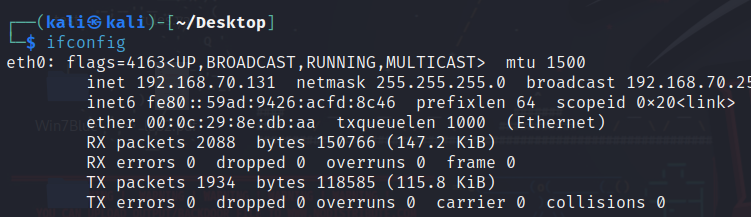 ┌──(kali㉿kali)-[~/Desktop]
└─$ ifconfig
eth0: flags=4163<UP,BROADCAST,RUNNING,MULTICAST>  mtu 1500
        inet 192.168.70.131  netmask 255.255.255.0  broadcast 192.168.70.25
        inet6 fe80::59ad:9426:acfd:8c46  prefixlen 64  scopeid 0×20<link>
        ether 00:0c:29:8e:db:aa  txqueuelen 1000  (Ethernet)
        RX packets 2088  bytes 150766 (147.2 KiB)
        RX errors 0  dropped 0  overruns 0  frame 0
        TX packets 1934  bytes 118585 (115.8 KiB)
        TX errors 0  dropped 0 overruns 0  carrier 0  collisions 0